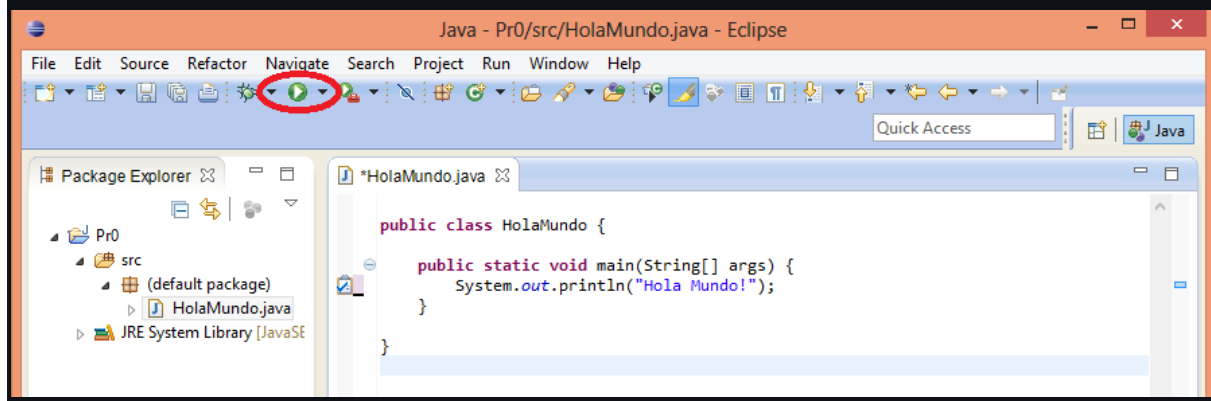 Java - Pr0/src/HolaMundo.java - Eclipse
File Edit Source Refactor Navigate Search Project Run Window Help
Quick Access
Java
Package Explorer
*HolaMundo.java
Pr0
src
(default package)
HolaMundo.java
JRE System Library [JavaSE
public class HolaMundo {
public static void main(String[] args) {
System.out.println("Hola Mundo!");
}
}